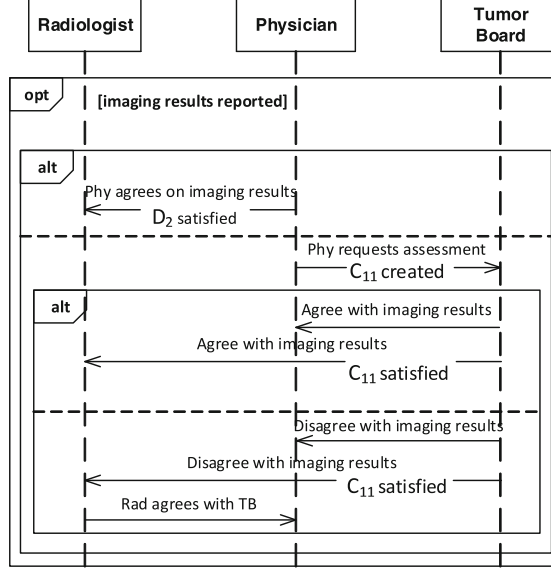 Radiologist
Physician
Tumor
Board
opt
[imaging results reported]
alt
Phy agrees on imaging results
D₂ satisfied
Phy requests assessment
C₁₁ created
alt
Agree with imaging results
Agree with imaging results
C₁₁ satisfied
Disagree with imaging results
Disagree with imaging results
C₁₁ satisfied
Rad agrees with TB